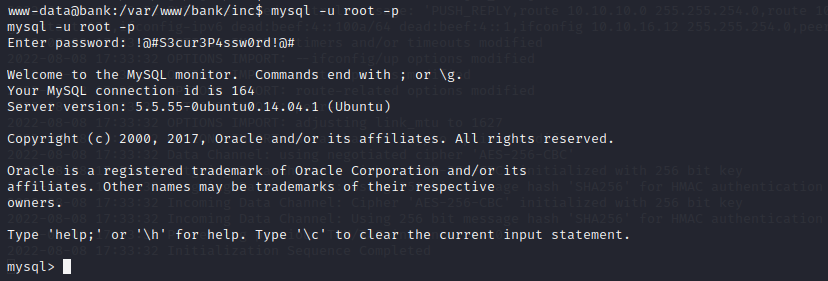 www-data@bank:/var/www/bank/inc$ mysql -u root -p
mysql -u root -p
Enter password: !@#S3cur3P4ssw0rd!@#
Welcome to the MySQL monitor.  Commands end with ; or \g.
Your MySQL connection id is 164
Server version: 5.5.55-0ubuntu0.14.04.1 (Ubuntu)
Copyright (c) 2000, 2017, Oracle and/or its affiliates. All rights reserved.
Oracle is a registered trademark of Oracle Corporation and/or its
affiliates. Other names may be trademarks of their respective
owners.
Type 'help;' or '\h' for help. Type '\c' to clear the current input statement.
mysql>